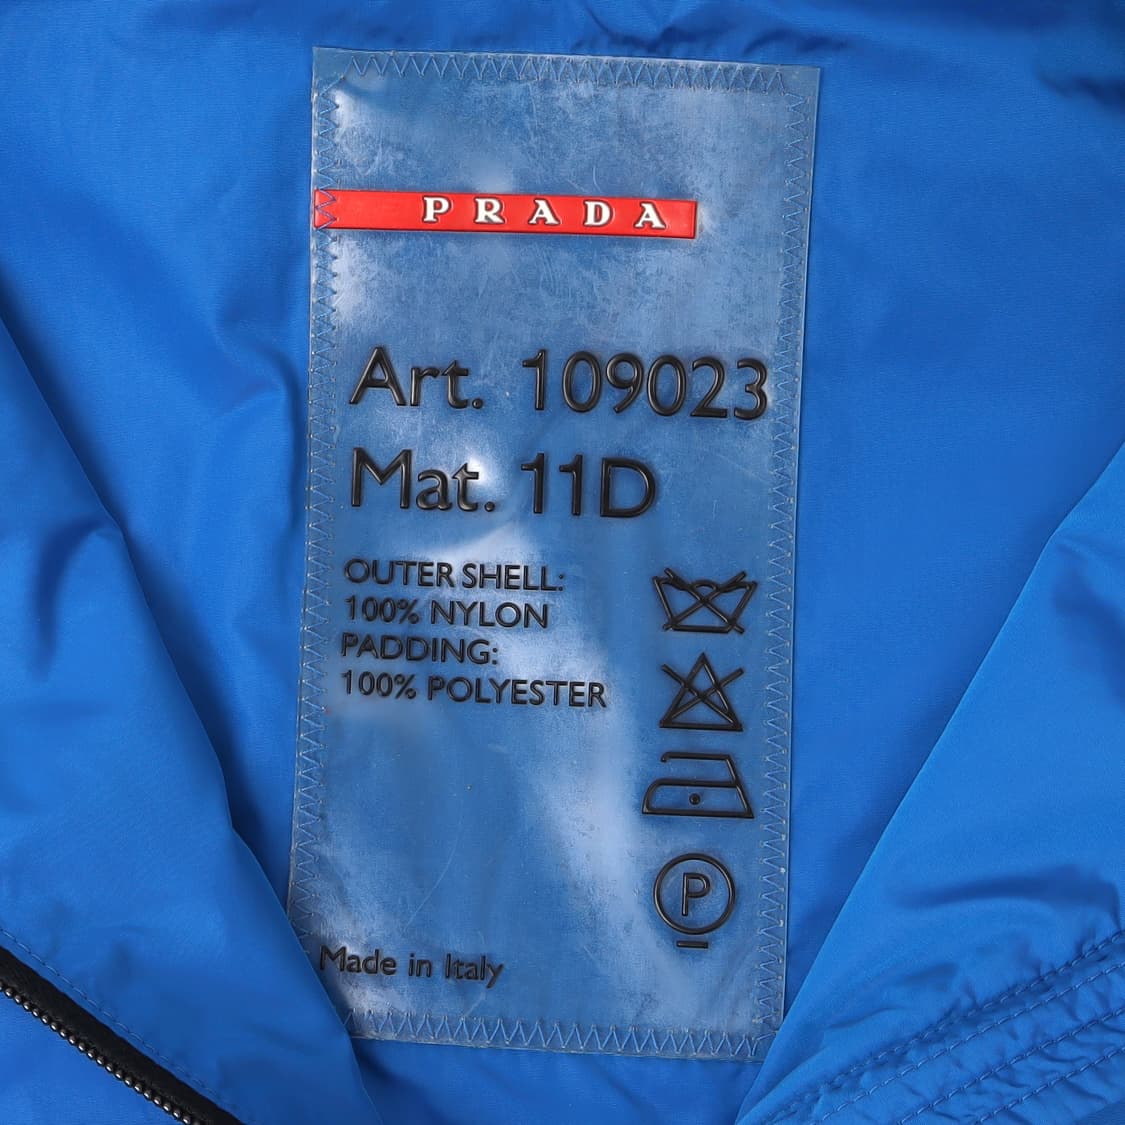 PRADA
Art. 109023
Mat. 11D
OUTER SHELL:
100% NYLON
PADDING:
100% POLYESTER
P
Made in Italy